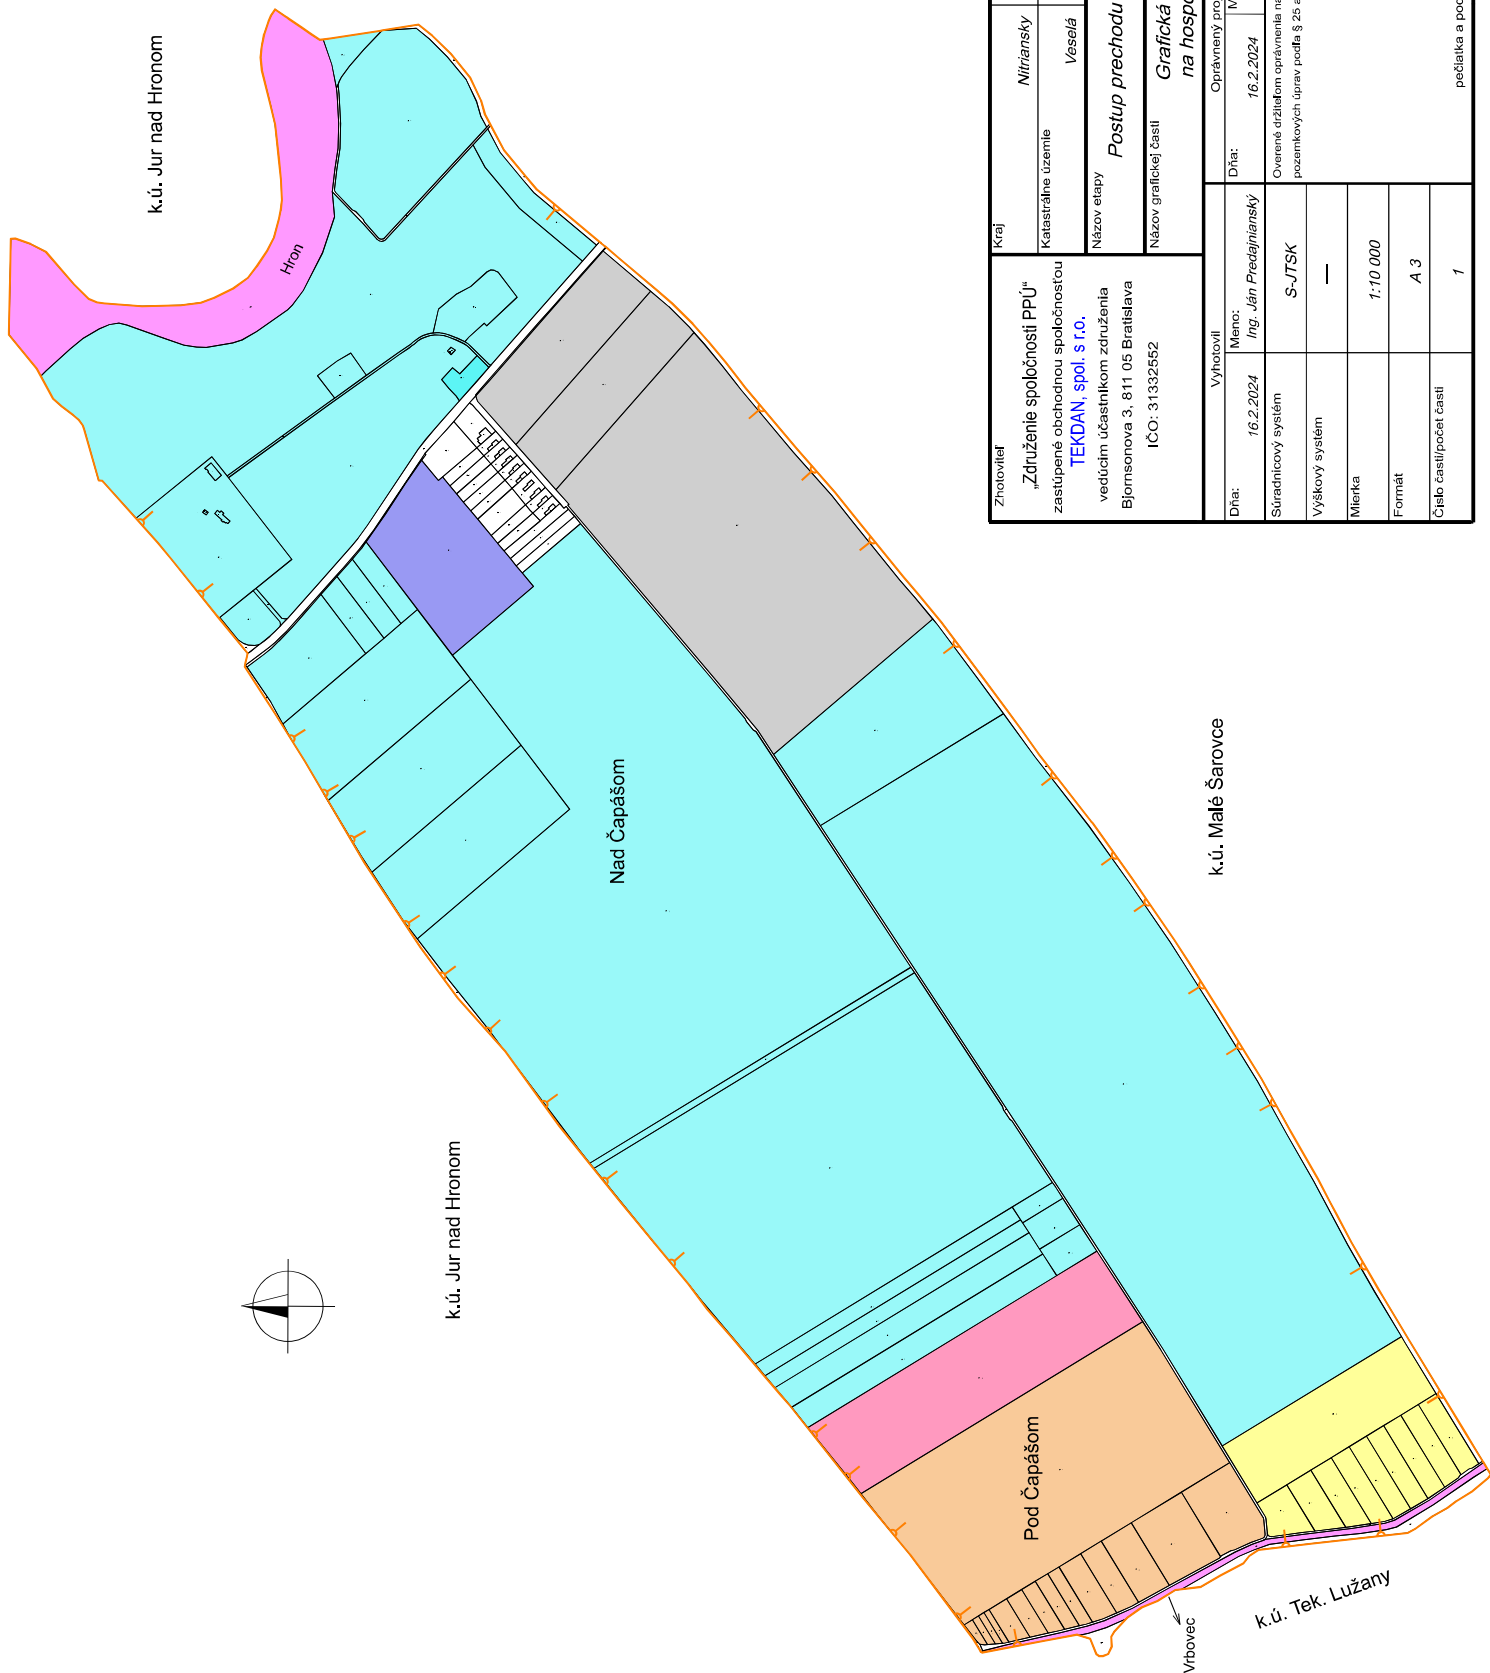 k.ú. Jur nad Hronom
Hron
Nad Čapášom
k.ú. Jur nad Hronom
k.ú. Malé Šarovce
Pod Čapášom
Vrbovec
k.ú. Tek. Lužany
Zhotoviteľ
„Združenie spoločnosti PPÚ“
zastúpené obchodnou spoločnosťou
TEKDAN, spol. s r.o.
vedúcim účastníkom združenia
Bjornsonova 3, 811 05 Bratislava
IČO: 31332552
Kraj
Nitriansky
Katastrálne územie
Veselá
Názov etapy
Postup prechodu
Názov grafickej časti
Grafická
na hospo
Vyhotovil
Oprávnený pro
Dňa:
16.2.2024
Meno:
Ing. Ján Predajniansky
Dňa:
16.2.2024
M
Súradnicový systém
S-JTSK
Overené držiteľom oprávnenia na
pozemkových úprav podľa § 25 a
Výškový systém
—
Mierka
1:10 000
Formát
A 3
Číslo časti/počet častí
1
pečiatka a pod